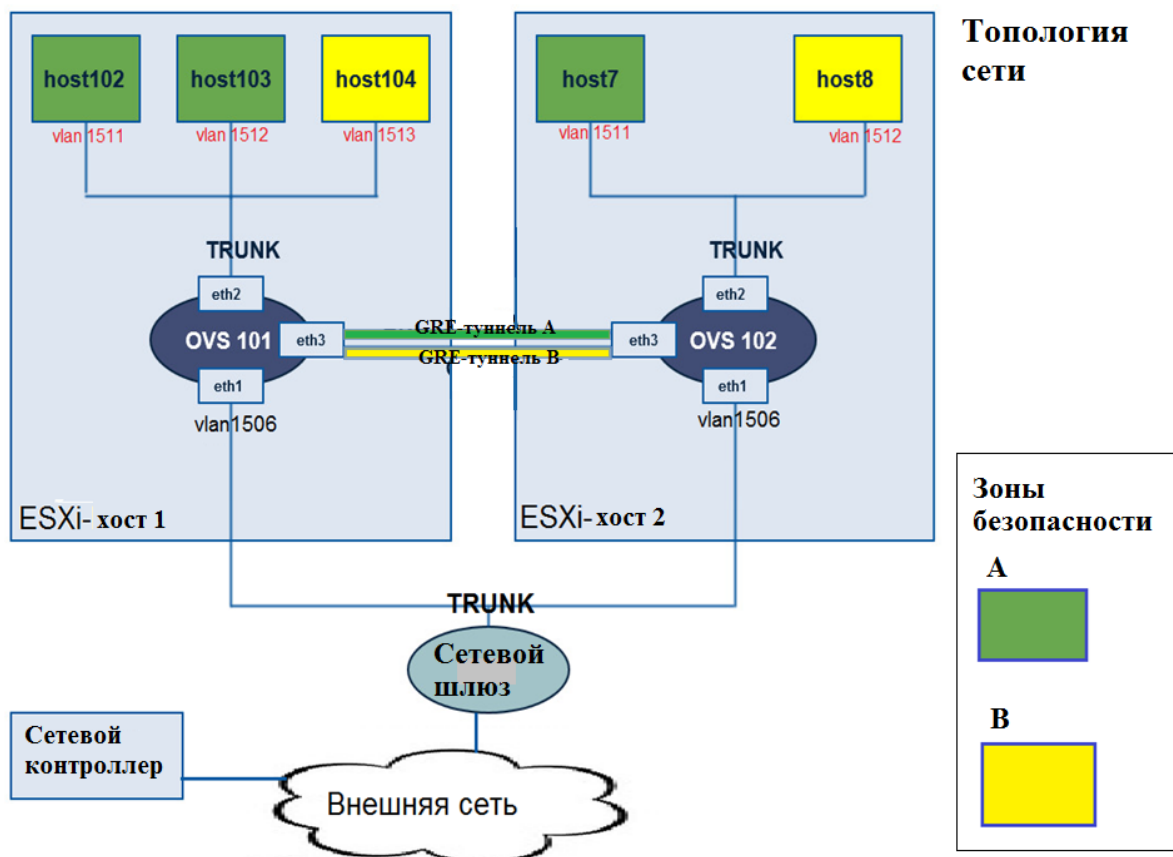 Топология
сети
host102
host103
host104
vlan 1511
vlan 1512
vlan 1513
host7
host8
vlan 1511
vlan 1512
TRUNK
TRUNK
eth2
eth2
OVS 101
eth3
GRE-туннель A
GRE-туннель B
eth3
OVS 102
eth1
eth1
vlan1506
vlan1506
ESXi- хост 1
ESXi- хост 2
Зоны
безопасности
A
B
TRUNK
Сетевой
шлюз
Сетевой
контроллер
Внешняя сеть